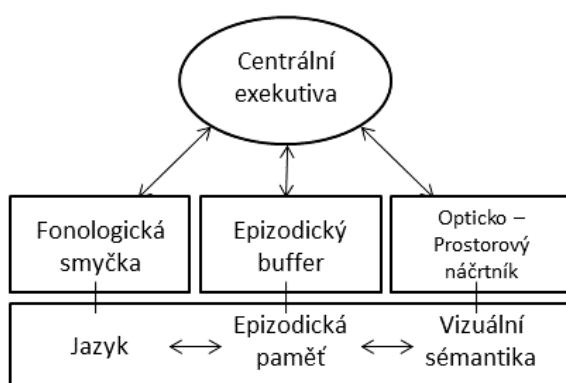 Centrální
exekutiva
Fonologická
smyčka
Epizodický
buffer
Opticko –
Prostorový
náčrtník
Jazyk
Epizodická
paměť
Vizuální
sémantika